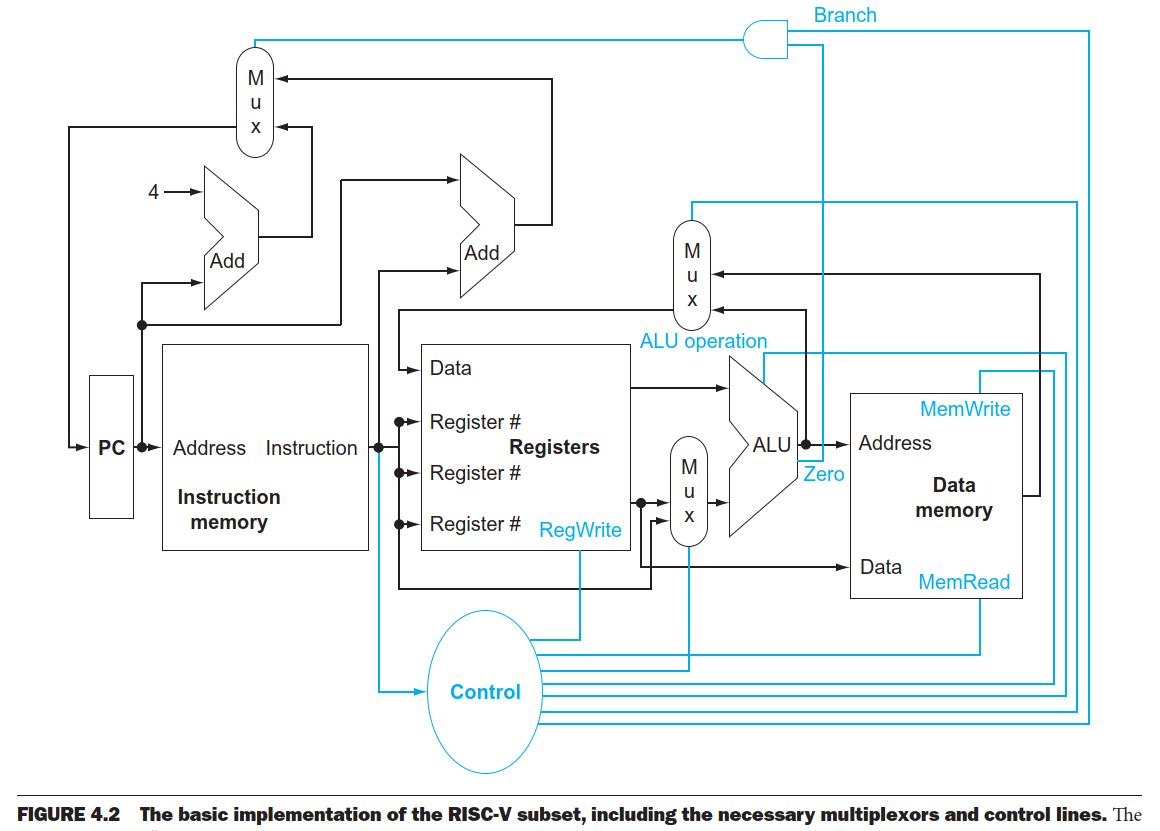 Branch
M
u
x
4
Add
Add
M
u
x
ALU operation
Data
Register #
Registers
Register #
Register #
RegWrite
PC
Address
Instruction
Instruction
memory
M
u
x
ALU
Zero
MemWrite
Address
Data
memory
Data
MemRead
Control
FIGURE 4.2 The basic implementation of the RISC-V subset, including the necessary multiplexors and control lines. The